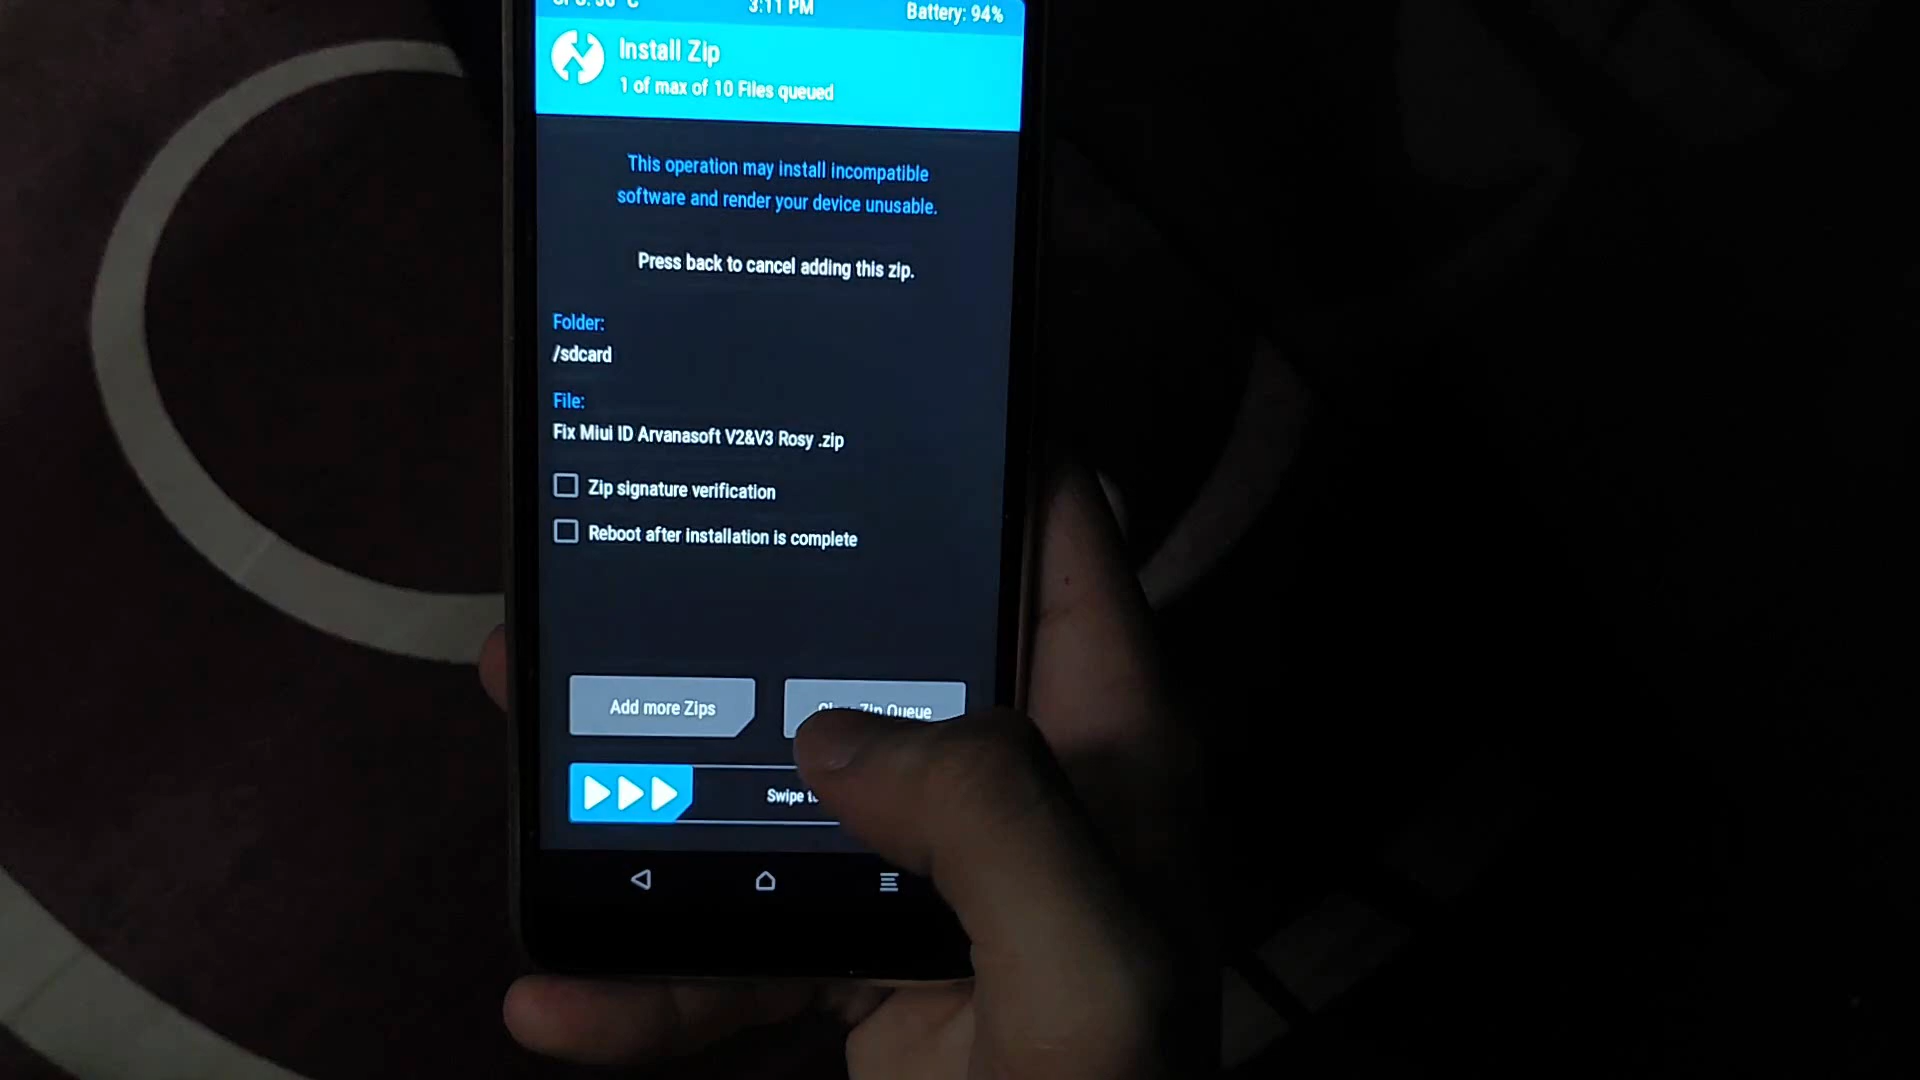 3:11 PM
Battery: 94%
Install Zip
1 of max of 10 Files queued
This operation may install incompatible
software and render your device unusable.
Press back to cancel adding this zip.
Folder:
/sdcard
File:
Fix Miui ID Arvanasoft V2&V3 Rosy .zip
Zip signature verification
Reboot after installation is complete
Add more Zips
Zip Queue
Swipe